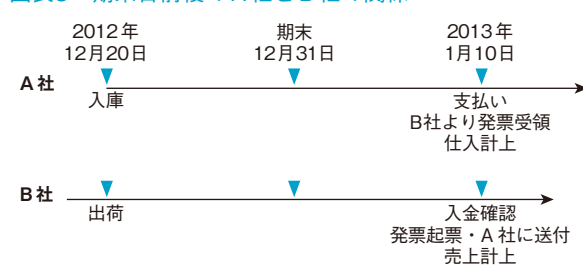 2012年
12月20日
期末
12月31日
2013年
1月10日
A社
入庫
支払い
B社より発票受領
仕入計上
B社
出荷
入金確認
発票起票・A社に送付
売上計上